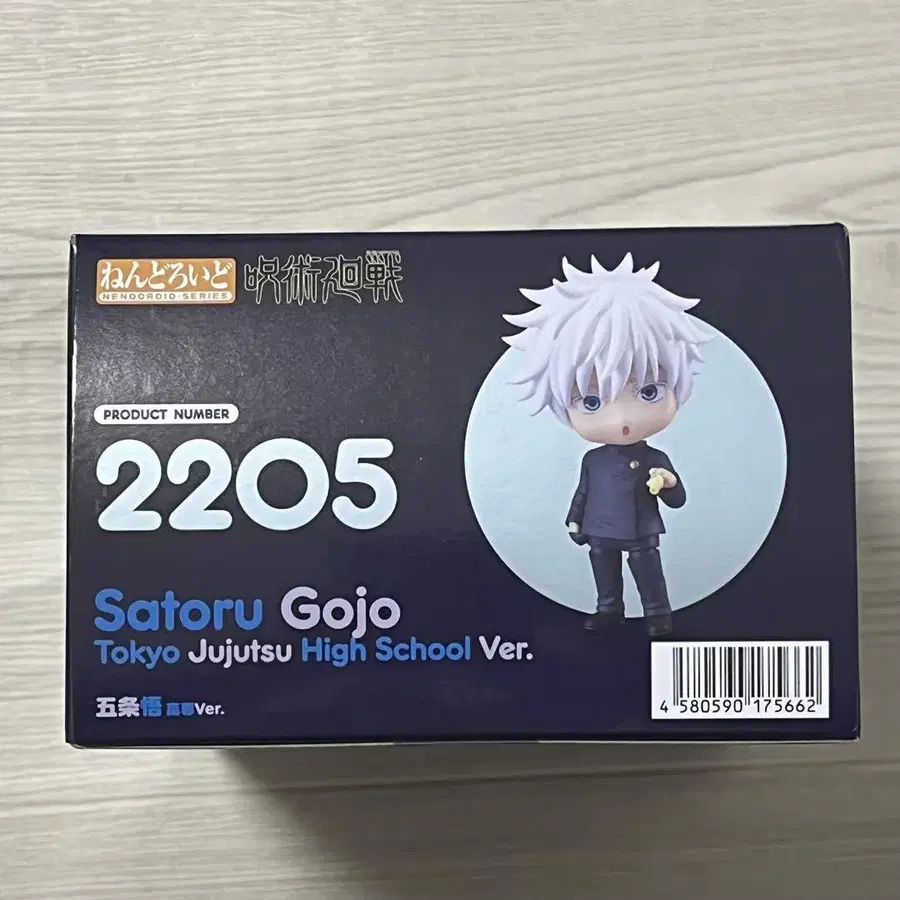 ねんどろいど
NENDOROID-SERIES
呪術廻戦
PRODUCT NUMBER
2205
Satoru Gojo
Tokyo Jujutsu High School Ver.
五条悟 高専Ver.
4 580590 175662